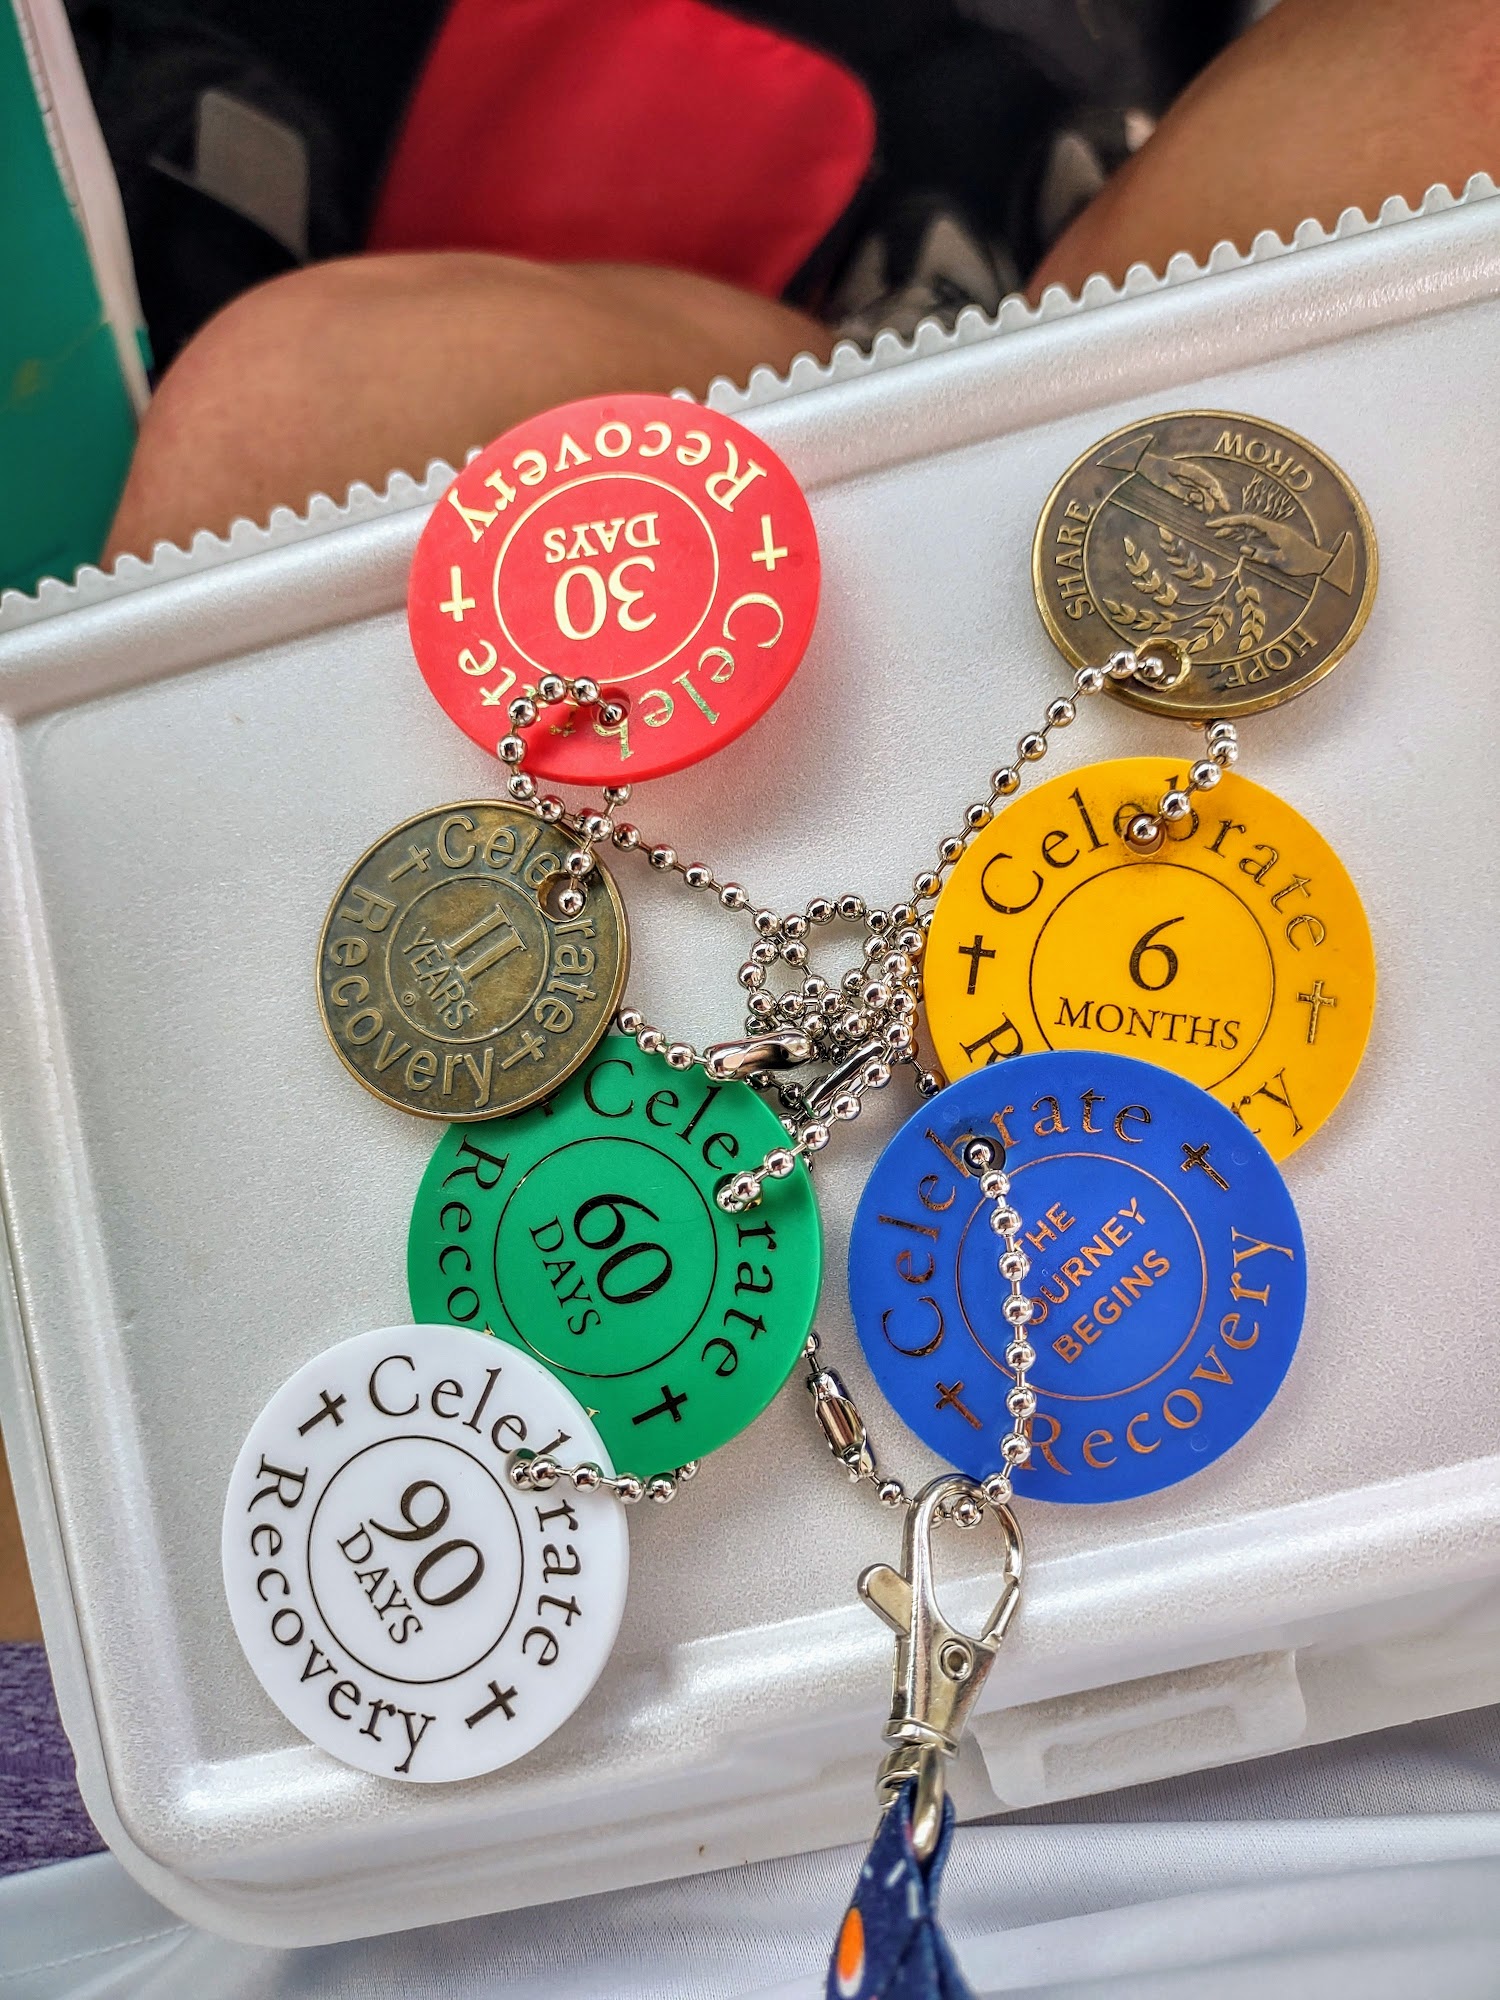 Celebrate
Recovery
30
DAYS
SHARE
GROW
HOPE
Celebrate
Recovery
II
YEARS
©
Celebrate
6
MONTHS
Celebrate
60
DAYS
Celebrate
Recovery
THE
JOURNEY
BEGINS
Celebrate
Recovery
90
DAYS